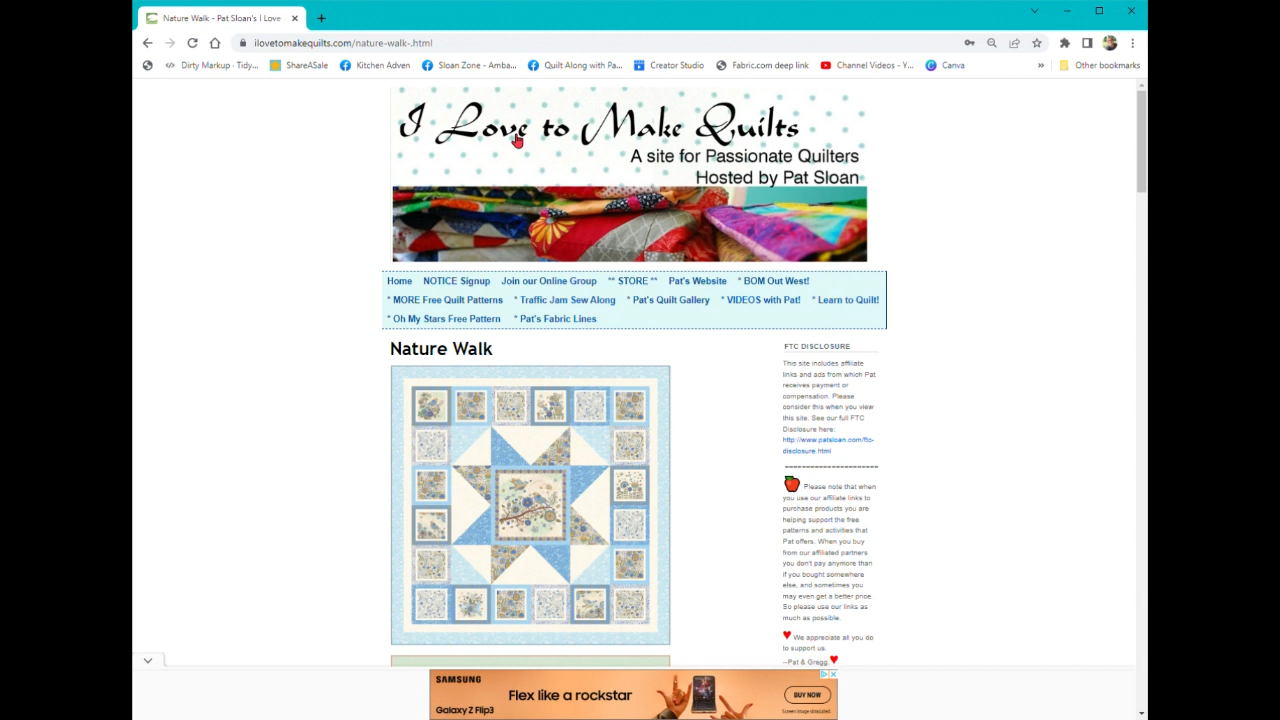 Nature Walk - Pat Sloan's I Love
ilovetomakequilts.com/nature-walk-.html
Dirty Markup · Tidy... ShareASale Kitchen Adven Sloan Zone - Amba... Quilt Along with Pa... Creator Studio Fabric.com deep link Channel Videos - Y... Canva » Other bookmarks
I Love to Make Quilts
A site for Passionate Quilters
Hosted by Pat Sloan
Home NOTICE Signup Join our Online Group ** STORE ** Pat's Website * BOM Out West!
* MORE Free Quilt Patterns * Traffic Jam Sew Along * Pat's Quilt Gallery * VIDEOS with Pat! * Learn to Quilt!
* Oh My Stars Free Pattern * Pat's Fabric Lines
Nature Walk
FTC DISCLOSURE
This site includes affiliate
links and ads from which Pat
receives payment or
compensation. Please
consider this when you view
this site. See our full FTC
Disclosure here:
http://www.patsloan.com/ftc-
disclosure.html
======================
Please note that when
you use our affiliate links to
purchase products you are
helping support the free
patterns and activities that
Pat offers. When you buy
from our affiliated partners
you don't pay anymore than
if you bought somewhere
else, and sometimes you
may even get a better price.
So please use our links as
much as possible.
We appreciate all you do
to support us.
--Pat & Gregg.
SAMSUNG
Flex like a rockstar
Galaxy Z Flip3
BUY NOW
Screen image simulated.